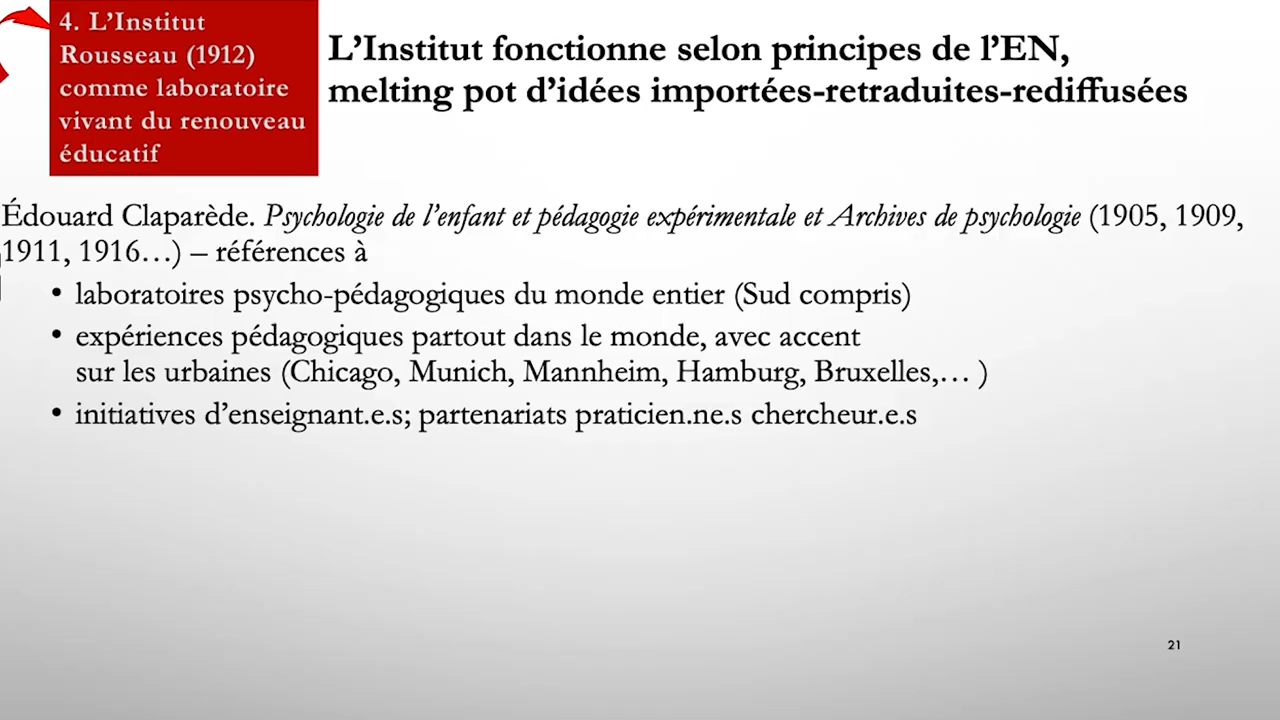 4. L’Institut
Rousseau (1912)
comme laboratoire
vivant du renouveau
éducatif
L’Institut fonctionne selon principes de l’EN,
melting pot d’idées importées-retraduites-rediffusées
Édouard Claparède. Psychologie de l’enfant et pédagogie expérimentale et Archives de psychologie (1905, 1909,
1911, 1916…) – références à
• laboratoires psycho-pédagogiques du monde entier (Sud compris)
• expériences pédagogiques partout dans le monde, avec accent
sur les urbaines (Chicago, Munich, Mannheim, Hamburg, Bruxelles,… )
• initiatives d’enseignant.e.s; partenariats praticien.ne.s chercheur.e.s
21